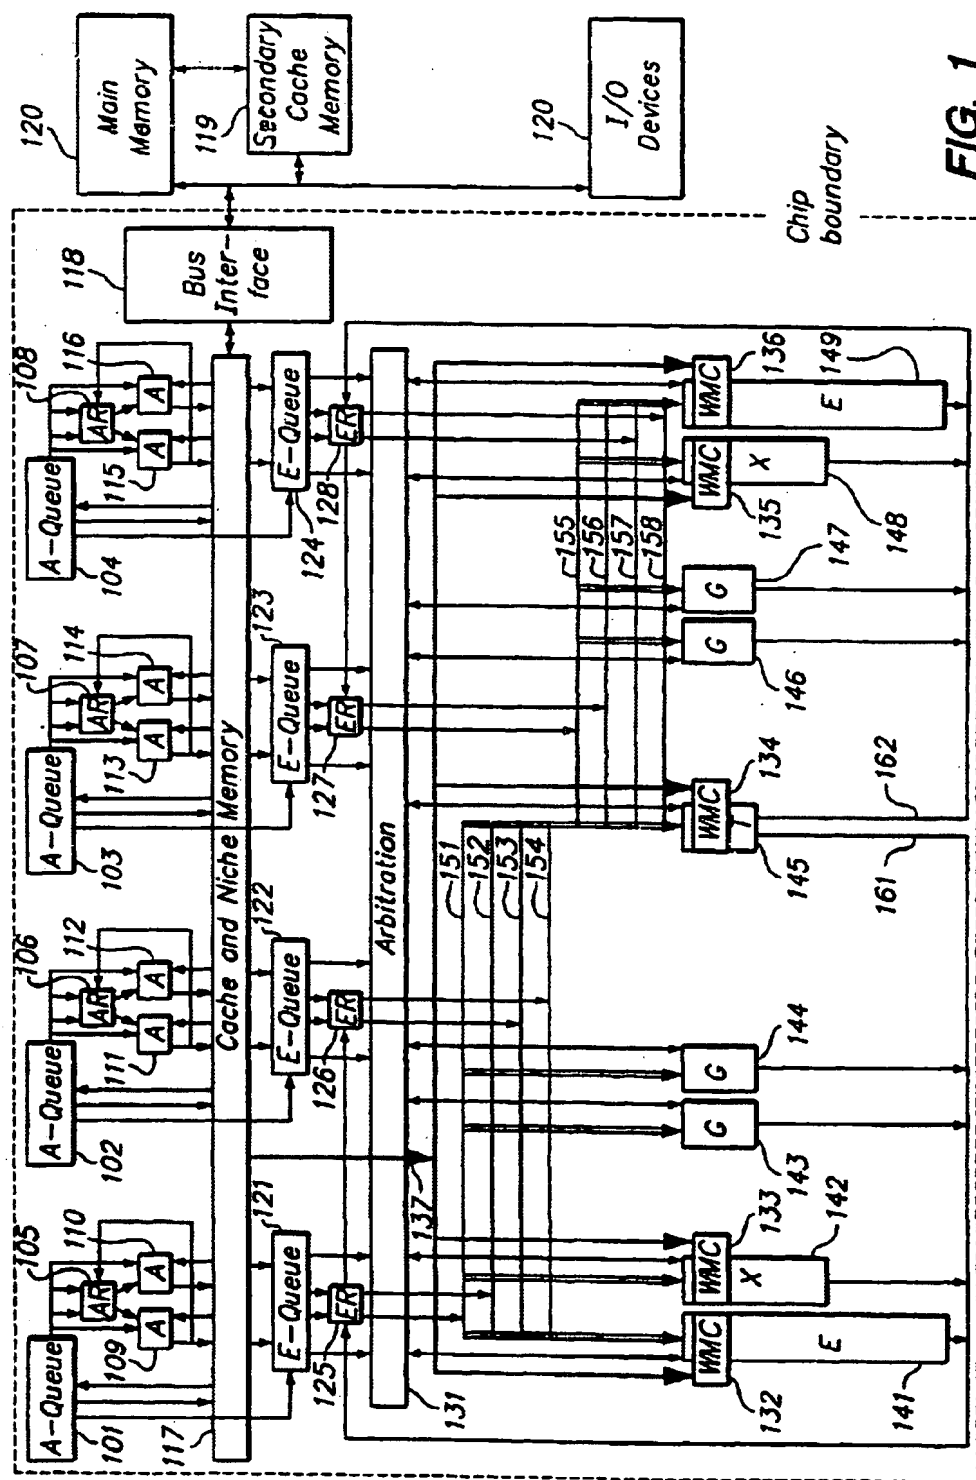 105
106
107
108
120
A-Queue
AR
110
A-Queue
AR
112
A-Queue
AR
114
A-Queue
AR
116
118
Main
Memory
101
109
A
A
102
111
A
A
103
113
A
A
104
115
A
A
Bus
Inter-
face
119
Secondary
Cache
Memory
117
Cache and Niche Memory
121
122
123
E-Queue
E-Queue
E-Queue
E-Queue
124
125
ER
126
ER
127
ER
128
ER
Arbitration
131
137
151
152
153
154
155
156
157
158
120
I/O
Devices
WMC
WMC
133
G
G
144
WMC
134
G
G
147
WMC
WMC
136
132
E
X
142
143
145
T
146
135
X
E
149
141
161
162
148
Chip
boundary
FIG. 1